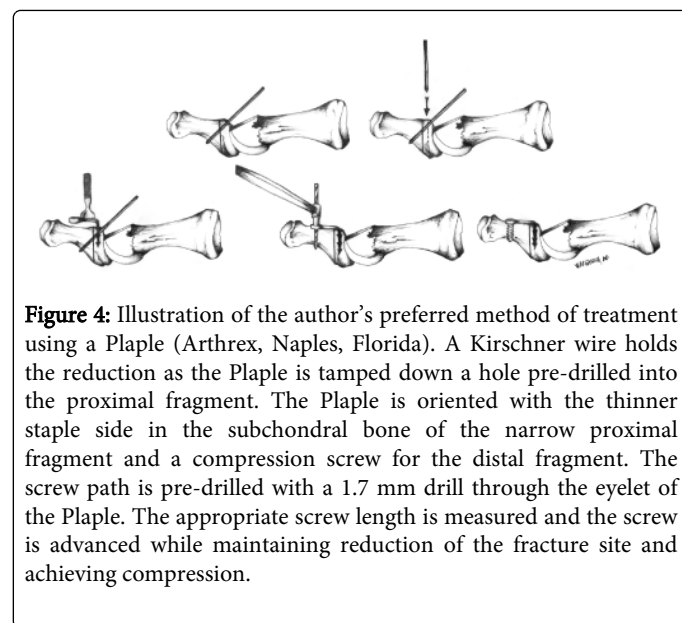 Figure 4: Illustration of the author's preferred method of treatment
using a Plaple (Arthrex, Naples, Florida). A Kirschner wire holds
the reduction as the Plaple is tamped down a hole pre-drilled into
the proximal fragment. The Plaple is oriented with the thinner
staple side in the subchondral bone of the narrow proximal
fragment and a compression screw for the distal fragment. The
screw path is pre-drilled with a 1.7 mm drill through the eyelet of
the Plaple. The appropriate screw length is measured and the screw
is advanced while maintaining reduction of the fracture site and
achieving compression.